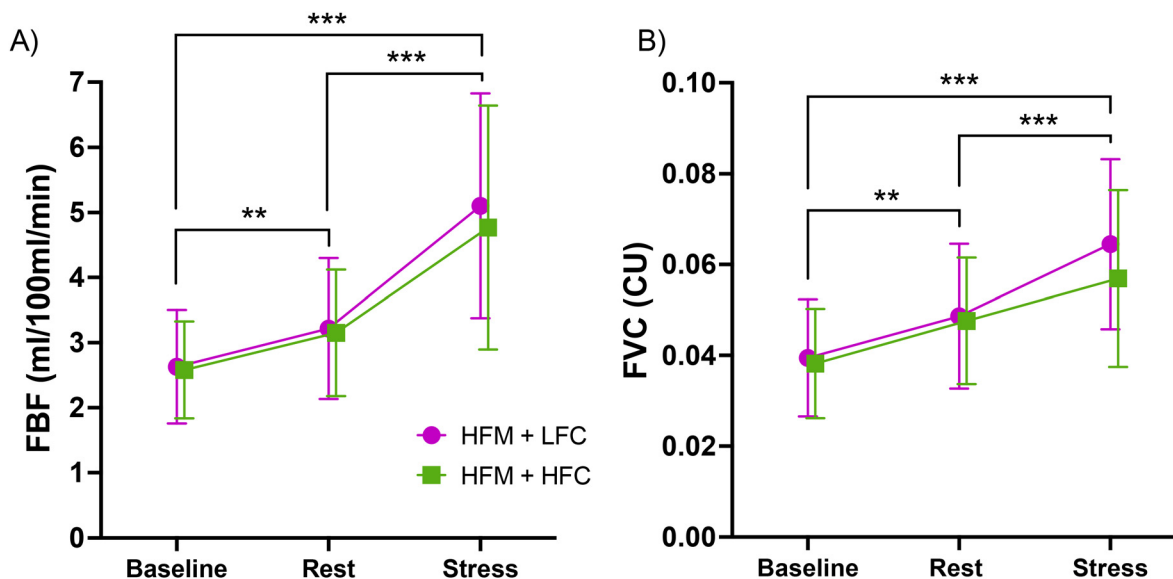 A)
***
***
**
FBF (ml/100ml/min)
7
6
5
4
3
2
1
0
HFM + LFC
HFM + HFC
Baseline
Rest
Stress
B)
***
***
**
FVC (CU)
0.10
0.08
0.06
0.04
0.02
0.00
Baseline
Rest
Stress